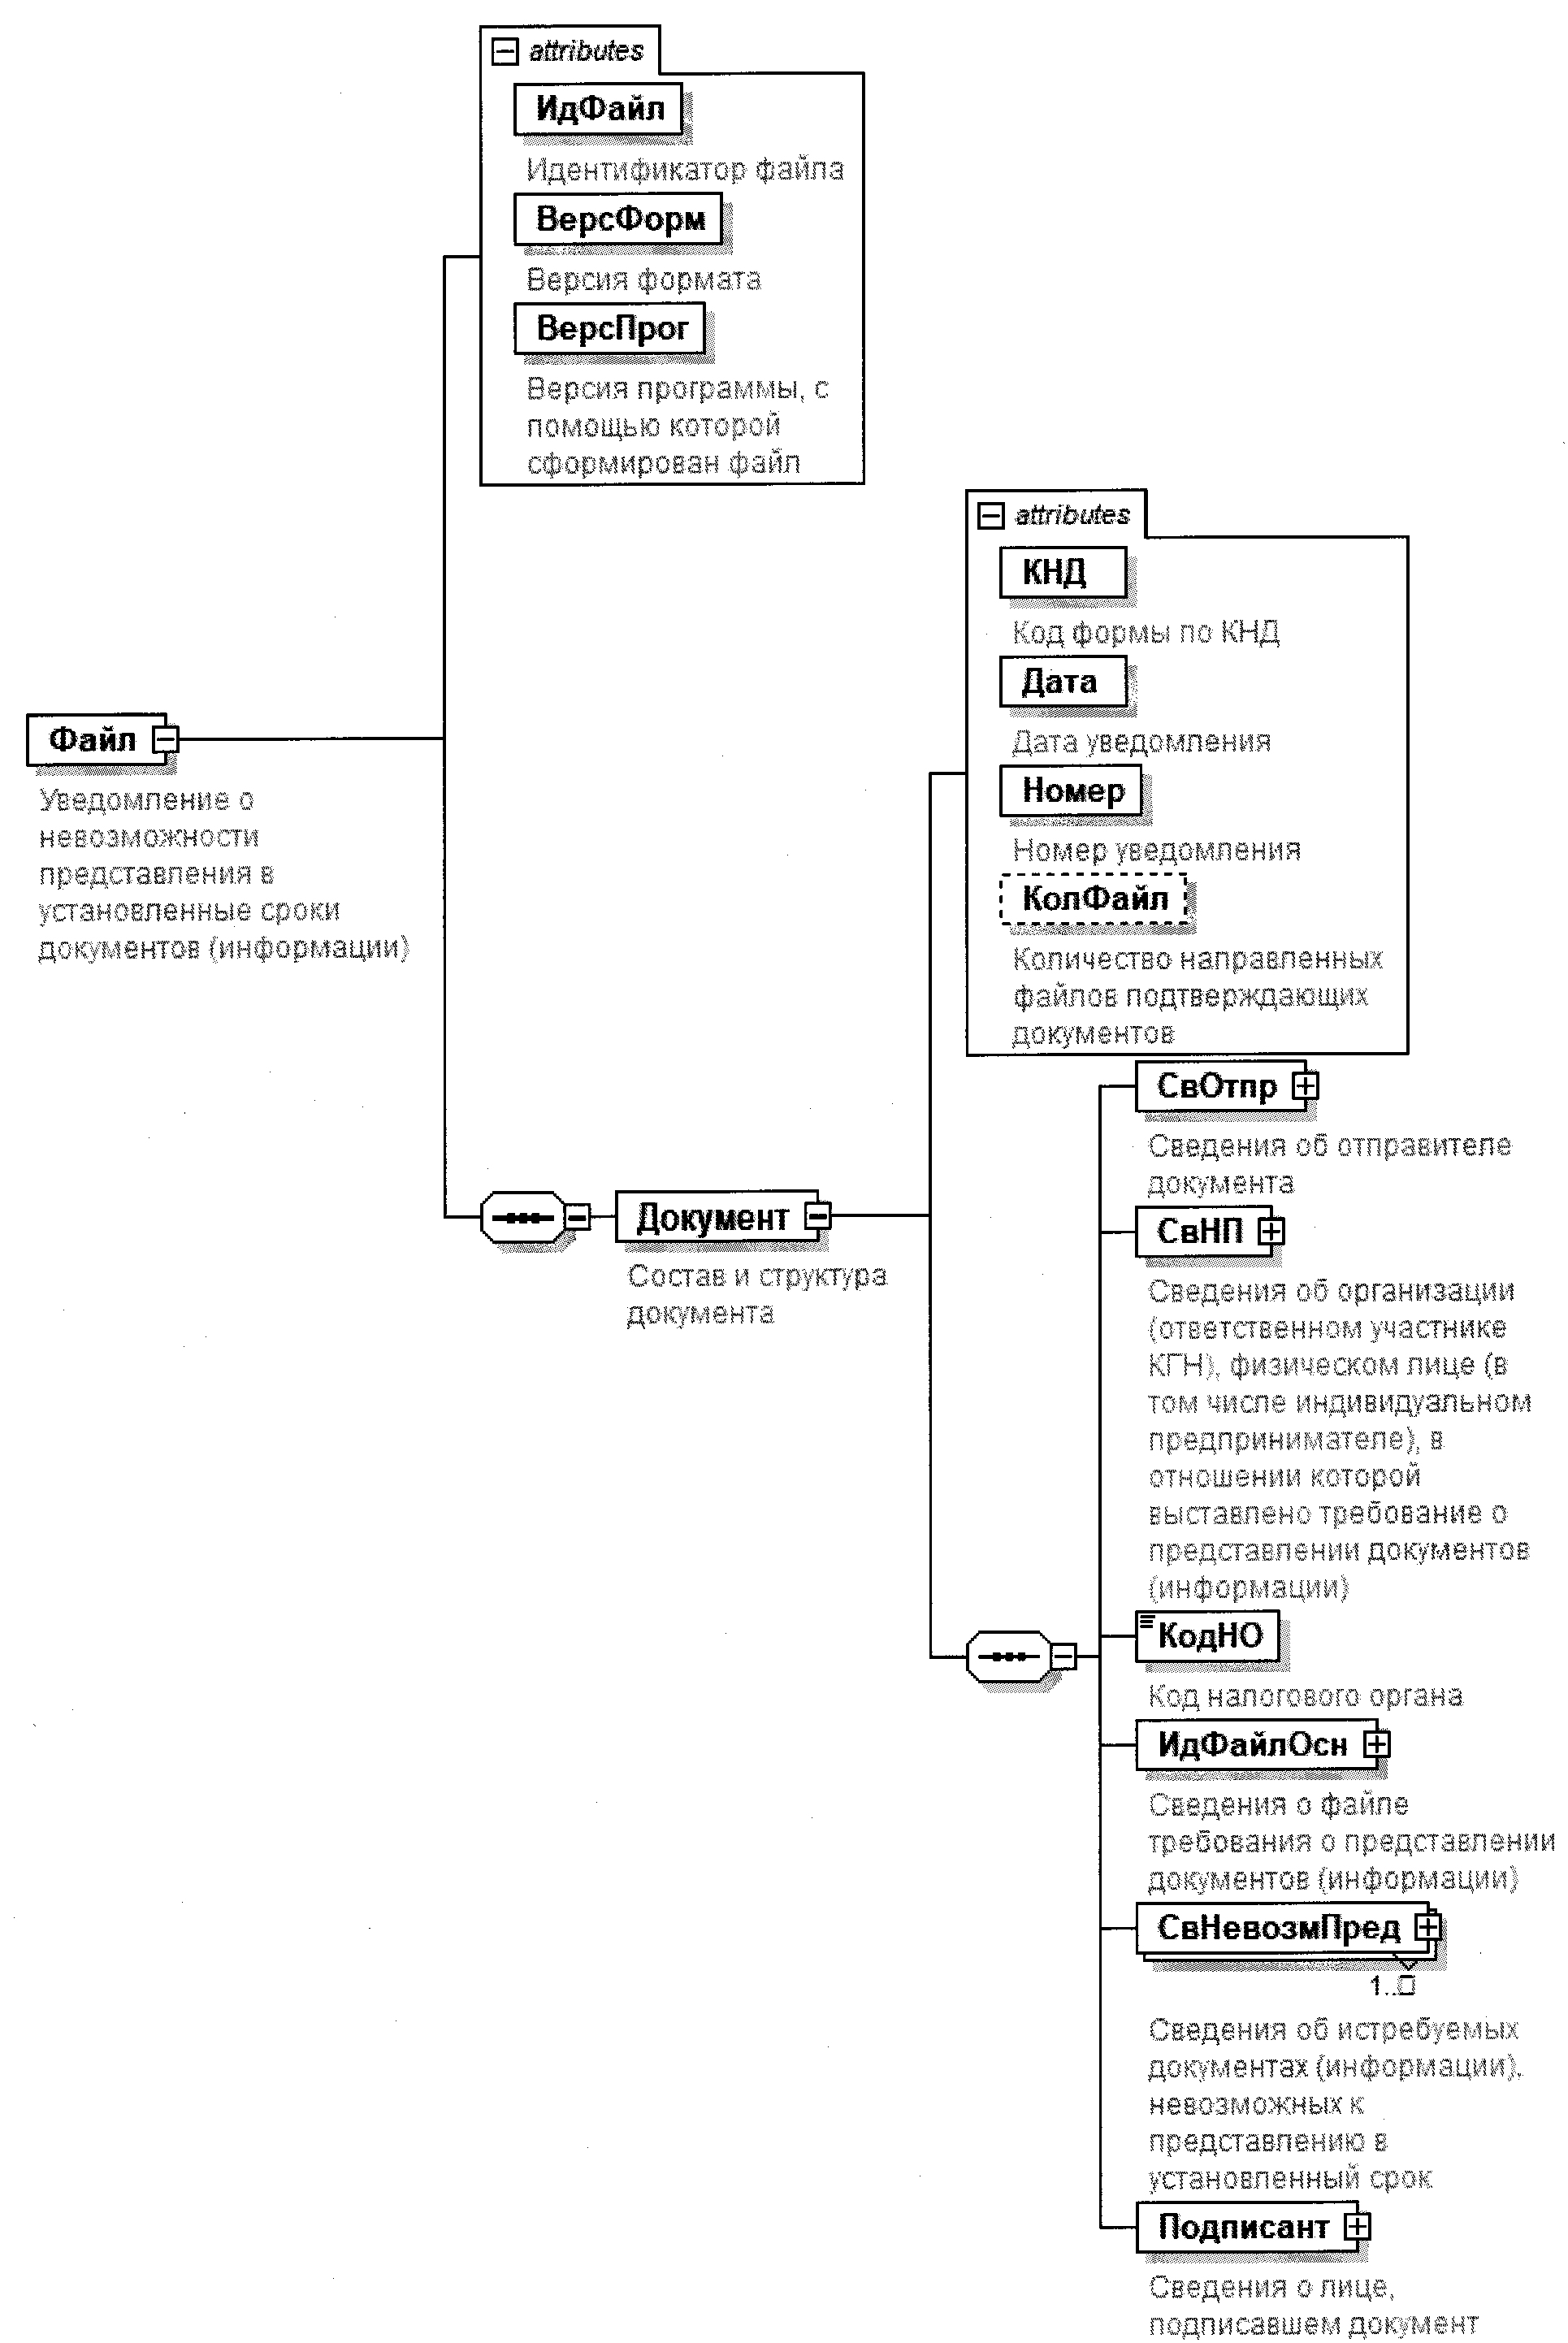 attributes
ИдФайл
Идентификатор файла
ВерсФорм
Версия формата
ВерсПрог
Версия программы, с
помощью которой
сформирован файл
Файл
Уведомление о
невозможности
представления в
установленные сроки
документов (информации)
Документ
Состав и структура
документа
attributes
КНД
Код формы по КНД
Дата
Дата уведомления
Номер
Номер уведомления
КолФайл
Количество направленных
файлов подтверждающих
документов
СвОтпр
Сведения об отправителе
документа
СвНП
Сведения об организации
(ответственном участнике
КГН), физическом лице (в
том числе индивидуальном
предпринимателе), в
отношении которой
выставлено требование о
представлении документов
(информации)
КодНО
Код налогового органа
ИдФайлОсн
Сведения о файле
требования о представлении
документов (информации)
СвНевозмПред
1..□
Сведения об истребуемых
документах (информации),
невозможных к
представлению в
установленный срок
Подписант
Сведения о лице,
подписавшем документ